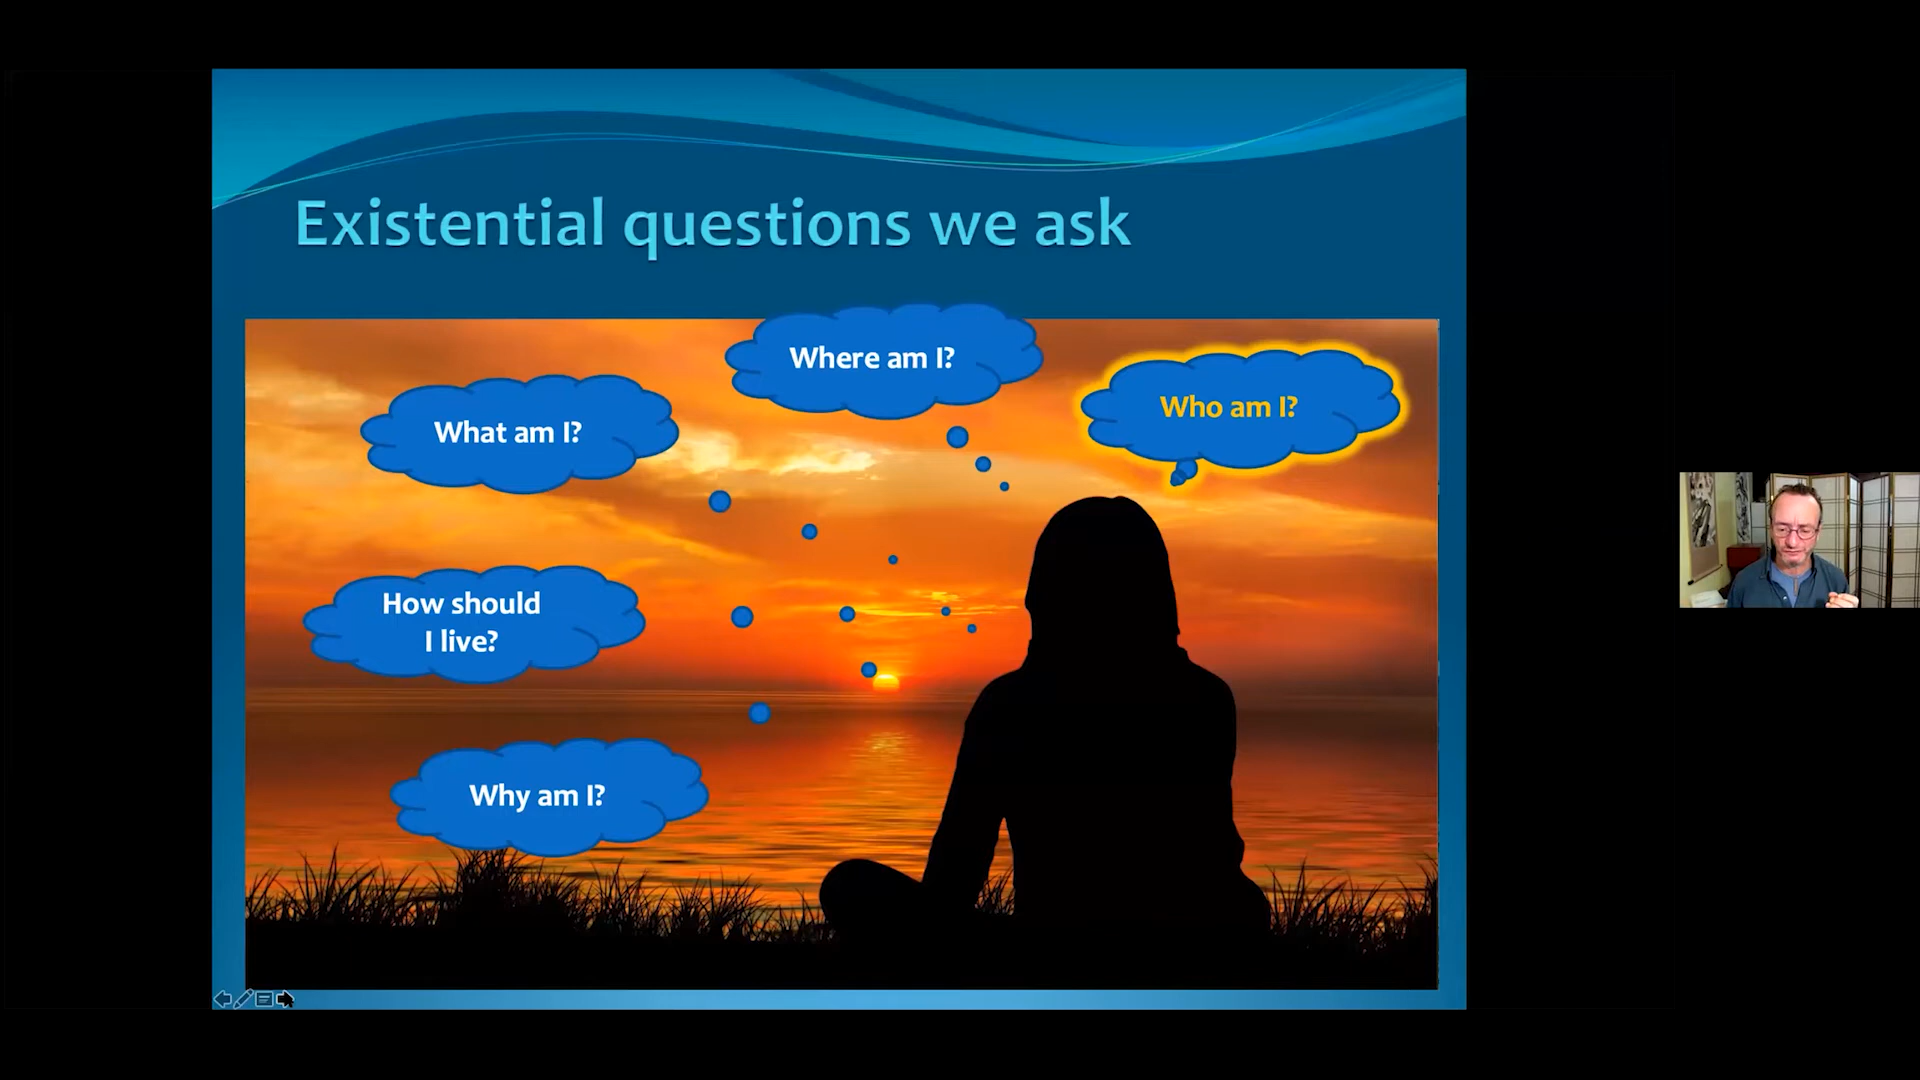 Existential questions we ask
Where am I?
Who am I?
What am I?
How should
I live?
Why am I?